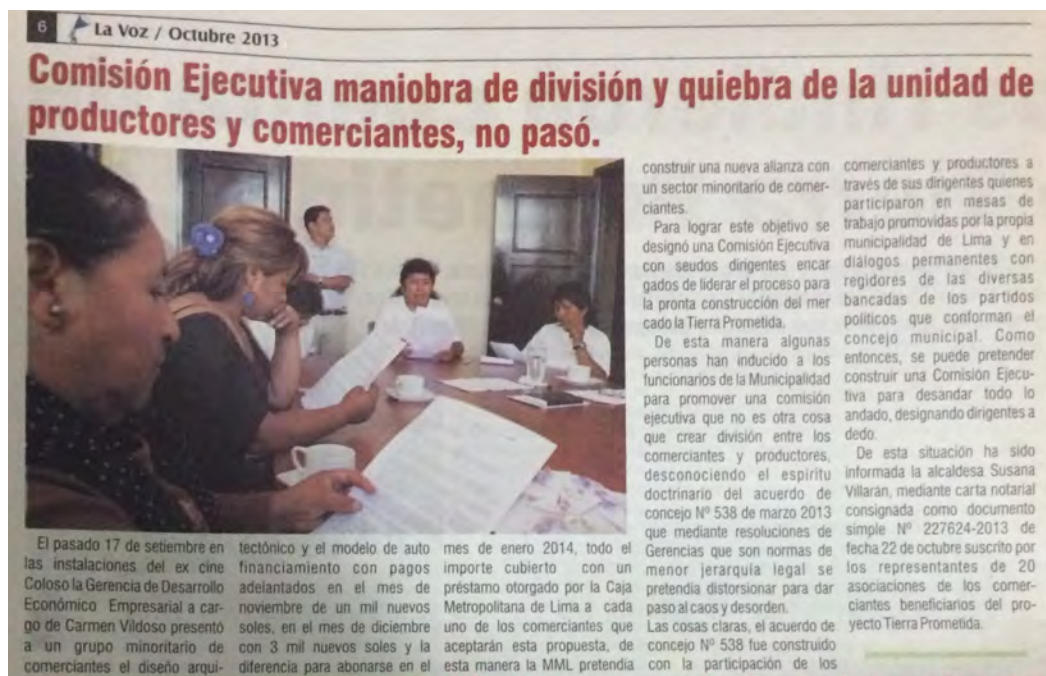 6
La Voz / Octubre 2013
Comisión Ejecutiva maniobra de división y quiebra de la unidad de
productores y comerciantes, no pasó.
El pasado 17 de setiembre en
las instalaciones del ex cine
Coloso la Gerencia de Desarrollo
Económico Empresarial a car-
go de Carmen Vildoso presentó
a un grupo minoritario de
comerciantes el diseño arqui-
tectónico y el modelo de auto
financiamiento con pagos
adelantados en el mes de
noviembre de un mil nuevos
soles, en el mes de diciembre
con 3 mil nuevos soles y la
diferencia para abonarse en el
mes de enero 2014, todo el
importe cubierto con un
préstamo otorgado por la Caja
Metropolitana de Lima a cada
uno de los comerciantes que
aceptarán esta propuesta, de
esta manera la MML pretendía
construir una nueva alianza con
un sector minoritario de comer-
ciantes.
Para lograr este objetivo se
designó una Comisión Ejecutiva
con seudos dirigentes encar
gados de liderar el proceso para
la pronta construcción del mer
cado la Tierra Prometida.
De esta manera algunas
personas han inducido a los
funcionarios de la Municipalidad
para promover una comisión
ejecutiva que no es otra cosa
que crear división entre los
comerciantes y productores,
desconociendo el espíritu
doctrinario del acuerdo de
concejo Nº 538 de marzo 2013
que mediante resoluciones de
Gerencias que son normas de
menor jerarquía legal se
pretendía distorsionar para dar
paso al caos y desorden.
Las cosas claras, el acuerdo de
concejo Nº 538 fue construido
con la participación de los
comerciantes y productores a
través de sus dirigentes quienes
participaron en mesas de
trabajo promovidas por la propia
municipalidad de Lima y en
diálogos permanentes con
regidores de las diversas
bancadas de los partidos
políticos que conforman el
concejo municipal. Como
entonces, se puede pretender
construir una Comisión Ejecu-
tiva para desandar todo lo
andado, designando dirigentes a
dedo.
De esta situación ha sido
informada la alcaldesa Susana
Villarán, mediante carta notarial
consignada como documento
simple Nº 227624-2013 de
fecha 22 de octubre suscrito por
los representantes de 20
asociaciones de los comer-
ciantes beneficiarios del pro-
yecto Tierra Prometida.